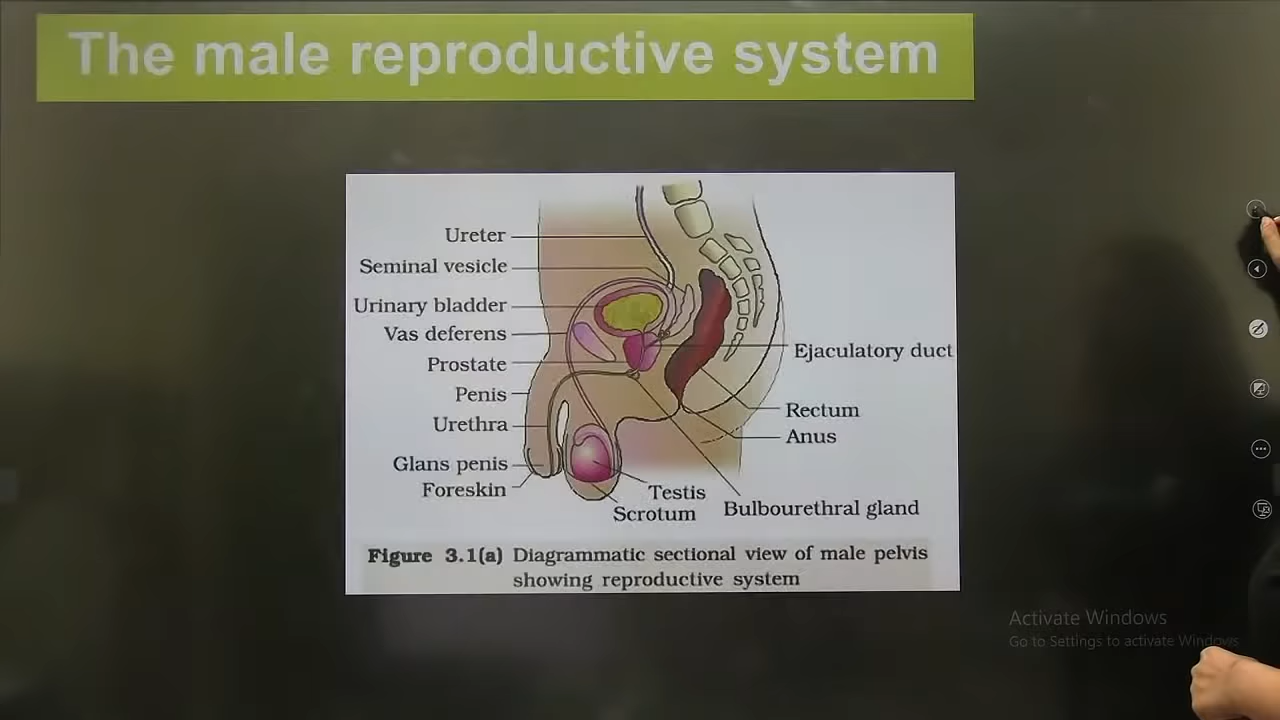 The male reproductive system
Ureter
Seminal vesicle
Urinary bladder
Vas deferens
Prostate
Penis
Urethra
Glans penis
Foreskin
Ejaculatory duct
Rectum
Anus
Testis
Scrotum
Bulbourethral gland
Figure 3.1(a) Diagrammatic sectional view of male pelvis
showing reproductive system
Activate Windows
Go to Settings to activate Windows